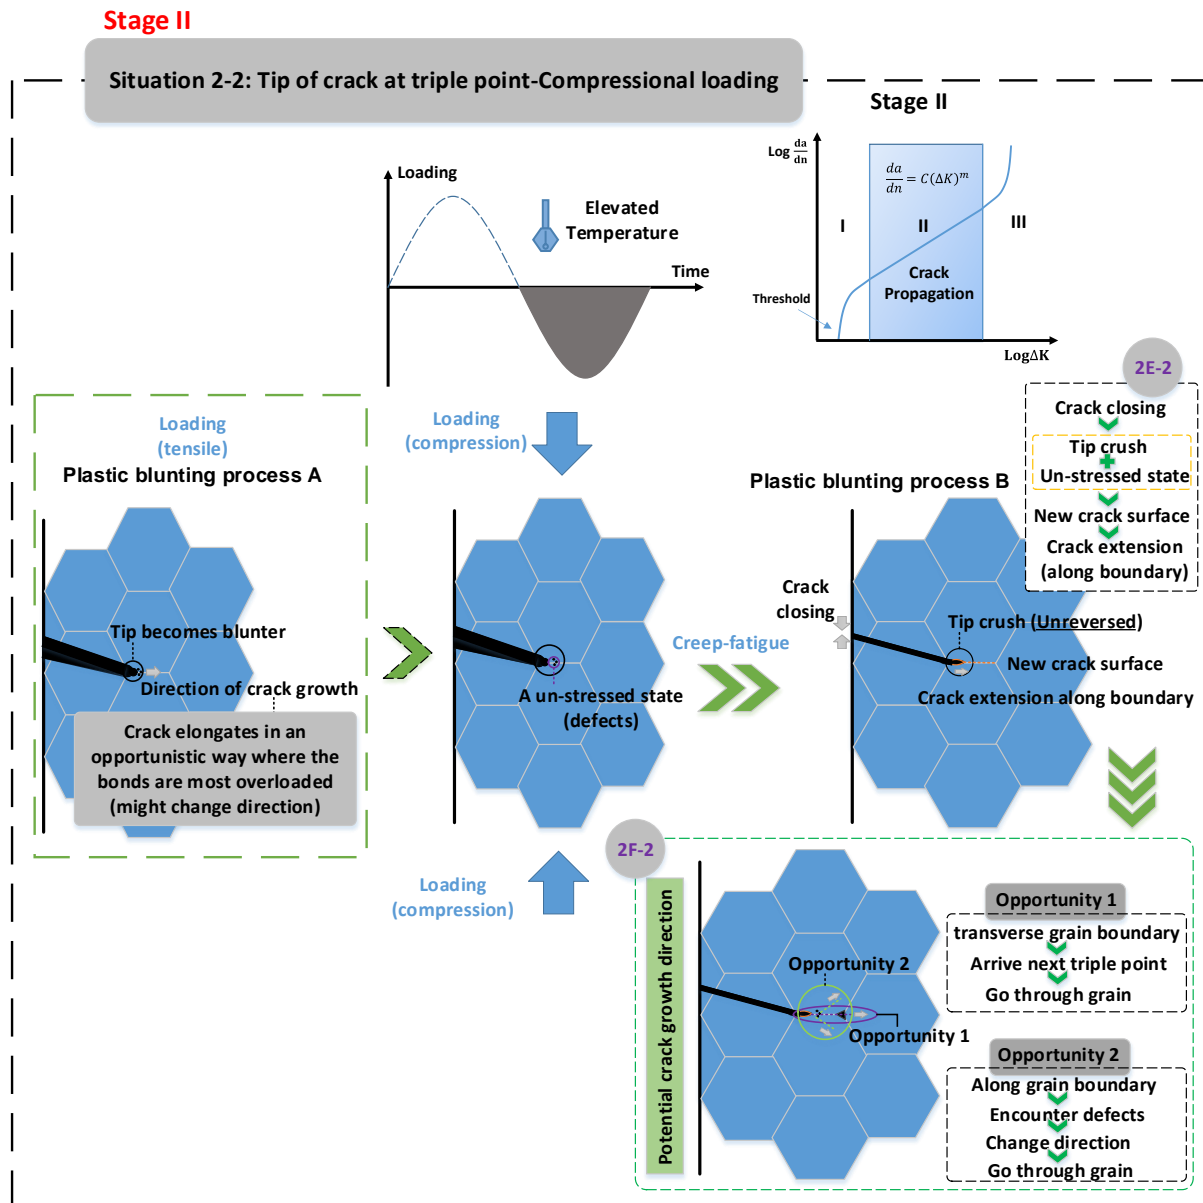 Stage II
Situation 2-2: Tip of crack at triple point-Compressional loading
Stage II
Log da/dn
da/dn = C(ΔK)^m
I
II
III
Crack
Propagation
Threshold
LogΔK
Loading
Elevated
Temperature
Time
2E-2
Crack closing
Tip crush
Un-stressed state
New crack surface
Crack extension
(along boundary)
Loading
(tensile)
Plastic blunting process A
Tip becomes blunter
Direction of crack growth
Crack elongates in an
opportunistic way where the
bonds are most overloaded
(might change direction)
Loading
(compression)
A un-stressed state
(defects)
Loading
(compression)
Creep-fatigue
Plastic blunting process B
Crack
closing
Tip crush (Unreversed)
New crack surface
Crack extension along boundary
2F-2
Potential crack growth direction
Opportunity 2
Opportunity 1
Opportunity 1
transverse grain boundary
Arrive next triple point
Go through grain
Opportunity 2
Along grain boundary
Encounter defects
Change direction
Go through grain